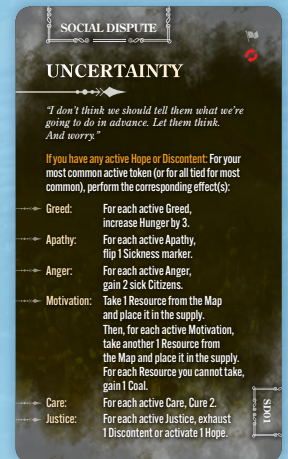 SOCIAL DISPUTE
UNCERTAINTY
“I don’t think we should tell them what we’re
going to do in advance. Let them think.
And worry.”
If you have any active Hope or Discontent: For your
most common active token (or for all tied for most
common), perform the corresponding effect(s):
Greed: For each active Greed,
increase Hunger by 3.
Apathy: For each active Apathy,
flip 1 Sickness marker.
Anger: For each active Anger,
gain 2 sick Citizens.
Motivation: Take 1 Resource from the Map
and place it in the supply.
Then, for each active Motivation,
take another 1 Resource from
the Map and place it in the supply.
For each Resource you cannot take,
gain 1 Coal.
Care: For each active Care, Cure 2.
Justice: For each active Justice, exhaust
1 Discontent or activate 1 Hope.
SD01